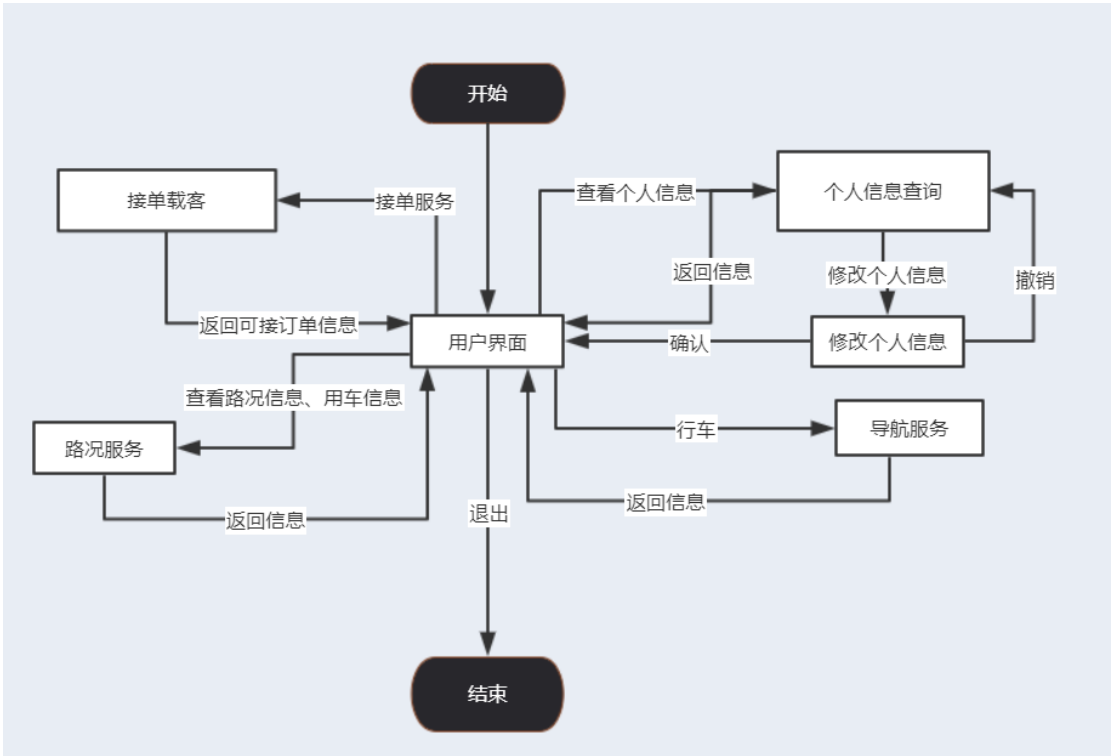 开始
接单载客
接单服务
查看个人信息
个人信息查询
返回信息
修改个人信息
撤销
返回可接订单信息
用户界面
确认
修改个人信息
查看路况信息、用车信息
路况服务
行车
导航服务
返回信息
退出
返回信息
结束